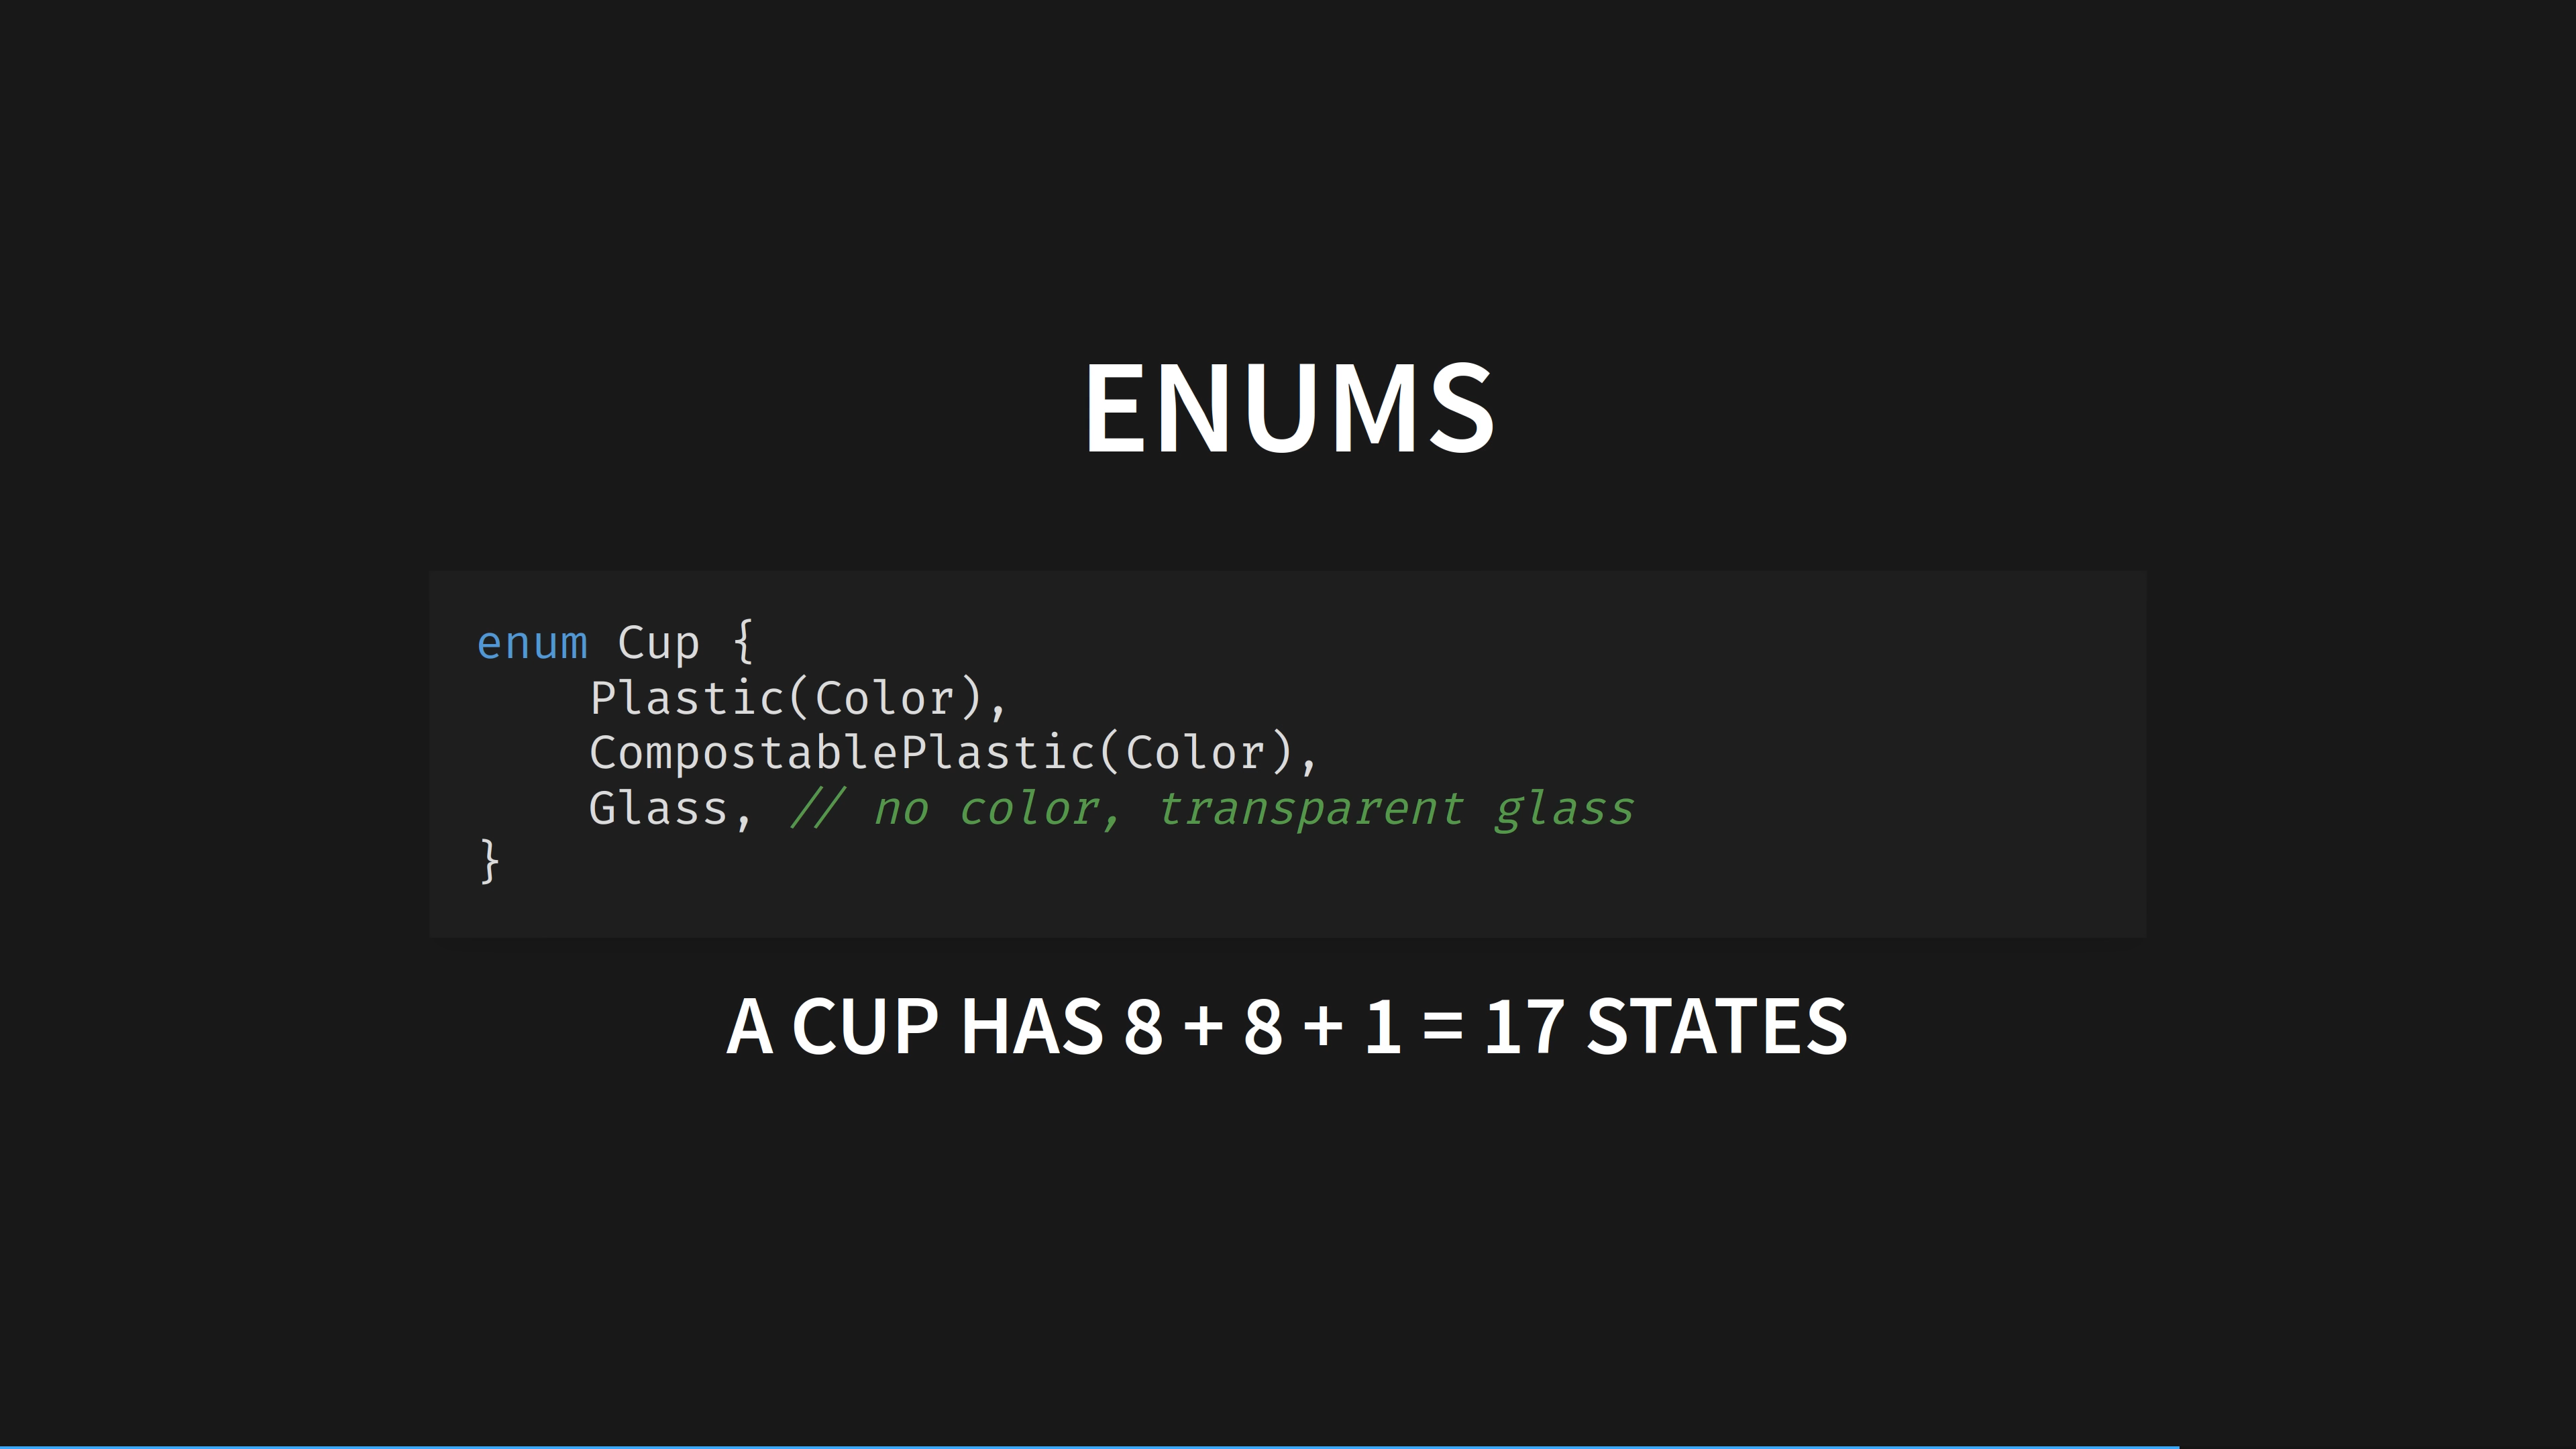 ENUMS
enum Cup {
    Plastic(Color),
    CompostablePlastic(Color),
    Glass, // no color, transparent glass
}
A CUP HAS 8 + 8 + 1 = 17 STATES